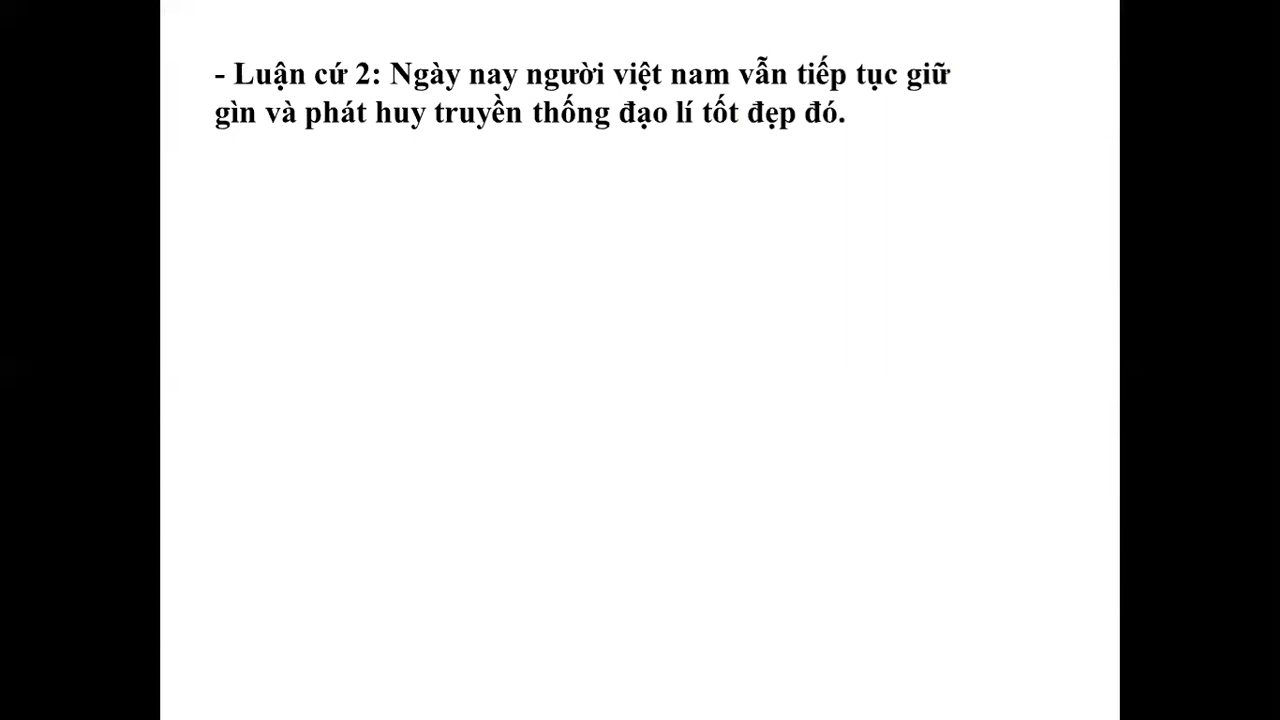 - Luận cứ 2: Ngày nay người việt nam vẫn tiếp tục giữ
gìn và phát huy truyền thống đạo lí tốt đẹp đó.